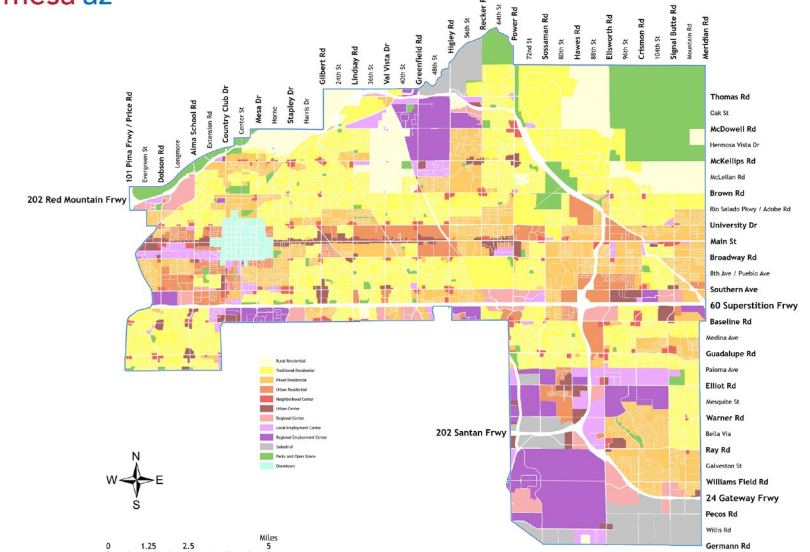 mesa·az
101 Pima Frwy / Price Rd
Evergreen St
Dobson Rd
Longmore
Alma School Rd
Extension Rd
Country Club Dr
Center St
Mesa Dr
Horne
Stapley Dr
Harris Dr
Gilbert Rd
24th St
Lindsay Rd
36th St
Val Vista Dr
40th St
Greenfield Rd
48th St
Higley Rd
56th St
Recker R
64th St
Power Rd
72nd St
Sossaman Rd
80th St
Hawes Rd
88th St
Ellsworth Rd
96th St
Crismon Rd
104th St
Signal Butte Rd
Mountain Rd
Meridian Rd
Thomas Rd
Oak St
McDowell Rd
Hermosa Vista Dr
McKellips Rd
McLellan Rd
Brown Rd
202 Red Mountain Frwy
Rio Salado Pkwy / Adobe Rd
University Dr
Main St
Broadway Rd
8th Ave / Pueblo Ave
Southern Ave
60 Superstition Frwy
Baseline Rd
Medina Ave
Guadalupe Rd
Paloma Ave
Elliot Rd
Mesquite St
Warner Rd
Bella Via
Ray Rd
Galveston St
Williams Field Rd
24 Gateway Frwy
Pecos Rd
Willis Rd
Germann Rd
202 Santan Frwy
Rural Residential
Traditional Residential
Mixed Residential
Urban Residential
Neighborhood Center
Urban Center
Regional Center
Local Employment Center
Regional Employment Center
Industrial
Parks and Open Space
Downtown
N
W
E
S
Miles
0 1.25 2.5 5